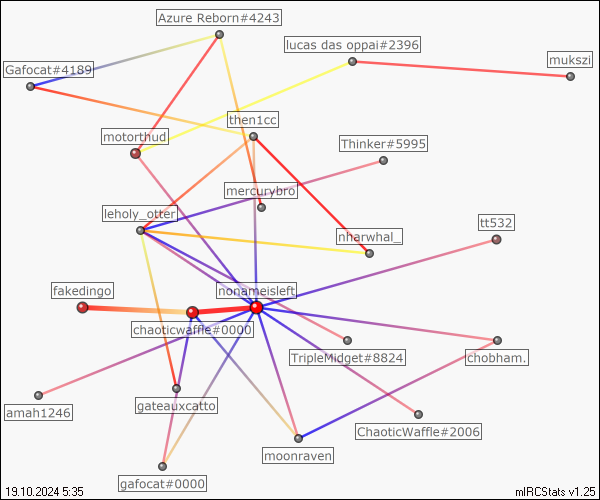 Azure Reborn#4243
lucas das oppai#2396
mukszi
Gafocat#4189
then1cc
motorthud
Thinker#5995
mercurybro
leholy_otter
tt532
nharwhal_
fakedingo
nonameisleft
chaoticwaffle#0000
TripleMidget#8824
chobham.
amah1246
gateauxcatto
ChaoticWaffle#2006
moonraven
gafocat#0000
19.10.2024 5:35
mIRCStats v1.25